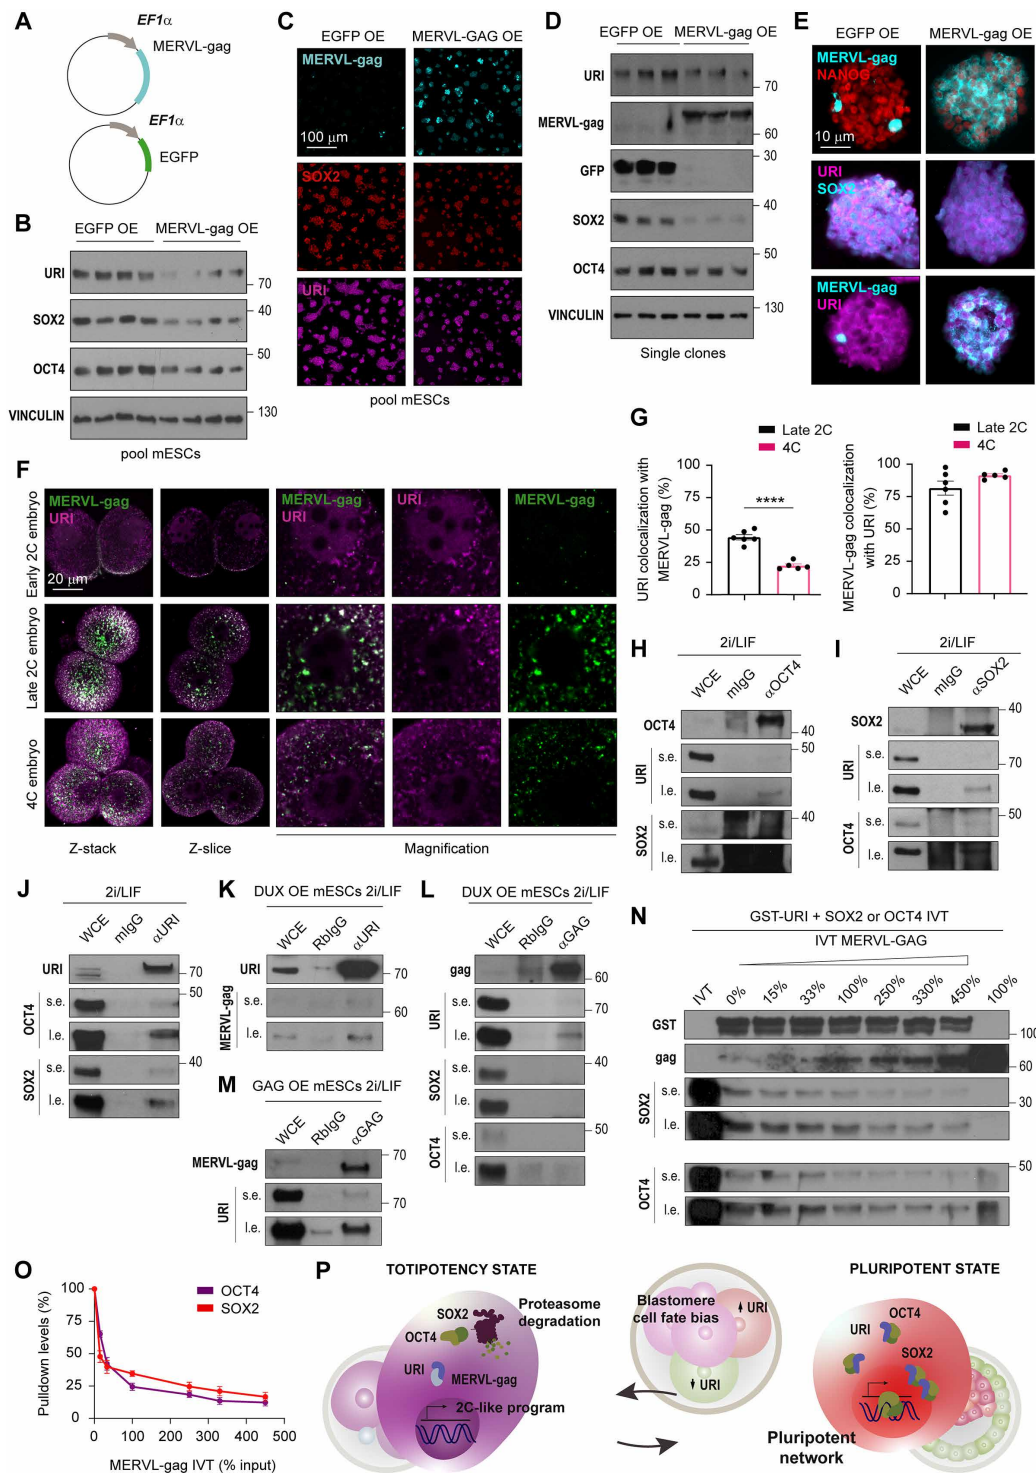 A
EF1α
MERVL-gag
EF1α
EGFP
B
EGFP OE
MERVL-gag OE
URI
70
SOX2
40
OCT4
50
VINCULIN
130
pool mESCs
C
EGFP OE
MERVL-GAG OE
MERVL-gag
100 µm
SOX2
URI
pool mESCs
D
EGFP OE
MERVL-gag OE
URI
70
MERVL-gag
60
GFP
30
SOX2
40
OCT4
50
VINCULIN
130
Single clones
E
EGFP OE
MERVL-gag OE
MERVL-gag
NANOG
10 µm
URI
SOX2
MERVL-gag
URI
F
Early 2C embryo
MERVL-gag
URI
20 µm
MERVL-gag
URI
URI
MERVL-gag
Late 2C embryo
4C embryo
Z-stack
Z-slice
Magnification
G
Late 2C
4C
URI colocalization with
MERVL-gag (%)
100
75
50
25
0
****
Late 2C
4C
MERVL-gag colocalization
with URI (%)
100
75
50
25
0
H
2i/LIF
WCE
mIgG
αOCT4
OCT4
40
URI
s.e.
50
l.e.
SOX2
s.e.
40
l.e.
I
2i/LIF
WCE
mIgG
αSOX2
SOX2
40
URI
s.e.
70
l.e.
OCT4
s.e.
50
l.e.
J
2i/LIF
WCE
mIgG
αURI
URI
70
OCT4
s.e.
50
l.e.
SOX2
s.e.
40
l.e.
K
DUX OE mESCs 2i/LIF
WCE
RbIgG
αURI
URI
70
MERVL-gag
s.e.
60
l.e.
L
DUX OE mESCs 2i/LIF
WCE
RbIgG
αGAG
gag
60
URI
s.e.
70
l.e.
SOX2
s.e.
40
l.e.
OCT4
s.e.
50
l.e.
M
GAG OE mESCs 2i/LIF
WCE
RbIgG
αGAG
MERVL-gag
70
URI
s.e.
70
l.e.
N
GST-URI + SOX2 or OCT4 IVT
IVT MERVL-GAG
IVT
0%
15%
33%
100%
250%
330%
450%
100%
GST
100
gag
60
SOX2
s.e.
30
l.e.
OCT4
s.e.
50
l.e.
O
Pulldown levels (%)
100
75
50
25
0
OCT4
SOX2
0
100
200
300
400
500
MERVL-gag IVT (% input)
P
TOTIPOTENCY STATE
SOX2
OCT4
Proteasome
degradation
URI
MERVL-gag
2C-like program
Blastomere
cell fate bias
URI
URI
PLURIPOTENT STATE
OCT4
URI
SOX2
Pluripotent
network